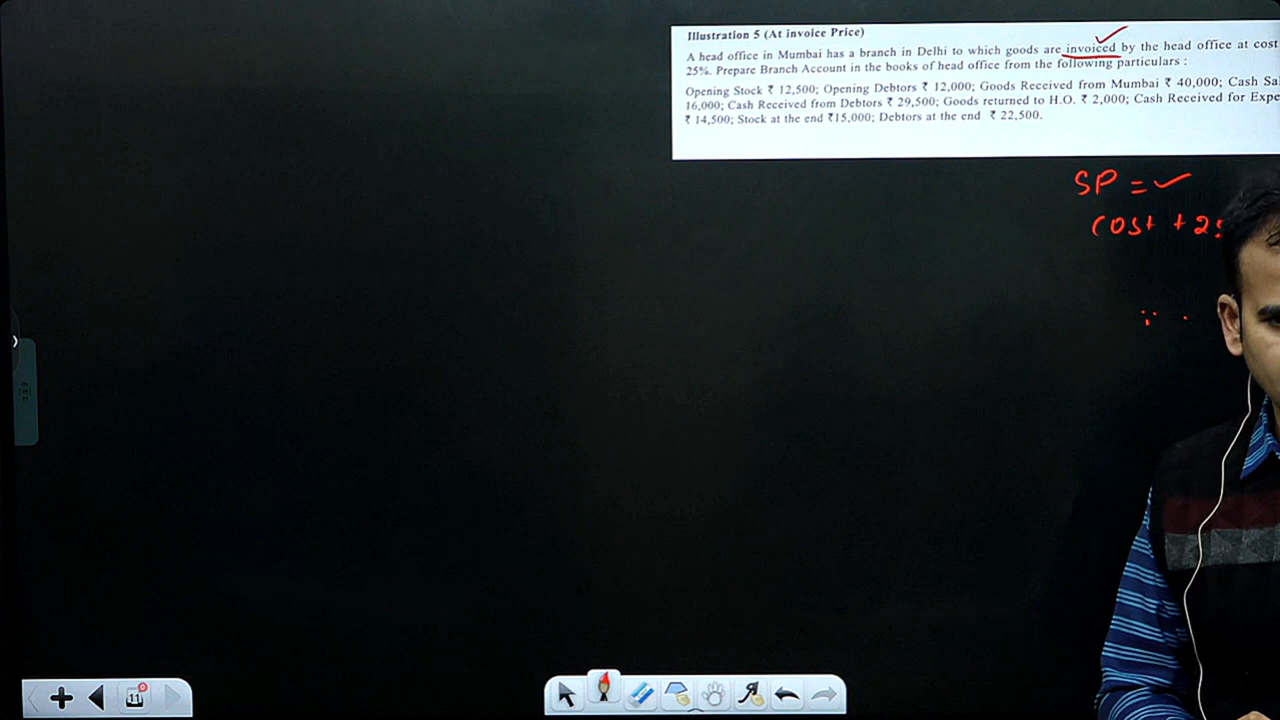 Illustration 5 (At invoice Price)
A head office in Mumbai has a branch in Delhi to which goods are invoiced by the head office at cost
25%. Prepare Branch Account in the books of head office from the following particulars :
Opening Stock ₹ 12,500; Opening Debtors ₹ 12,000; Goods Received from Mumbai ₹ 40,000; Cash Sa
16,000; Cash Received from Debtors ₹ 29,500; Goods returned to H.O. ₹ 2,000; Cash Received for Expe
₹ 14,500; Stock at the end ₹15,000; Debtors at the end ₹ 22,500.
SP = ✓
Cost + 2
11